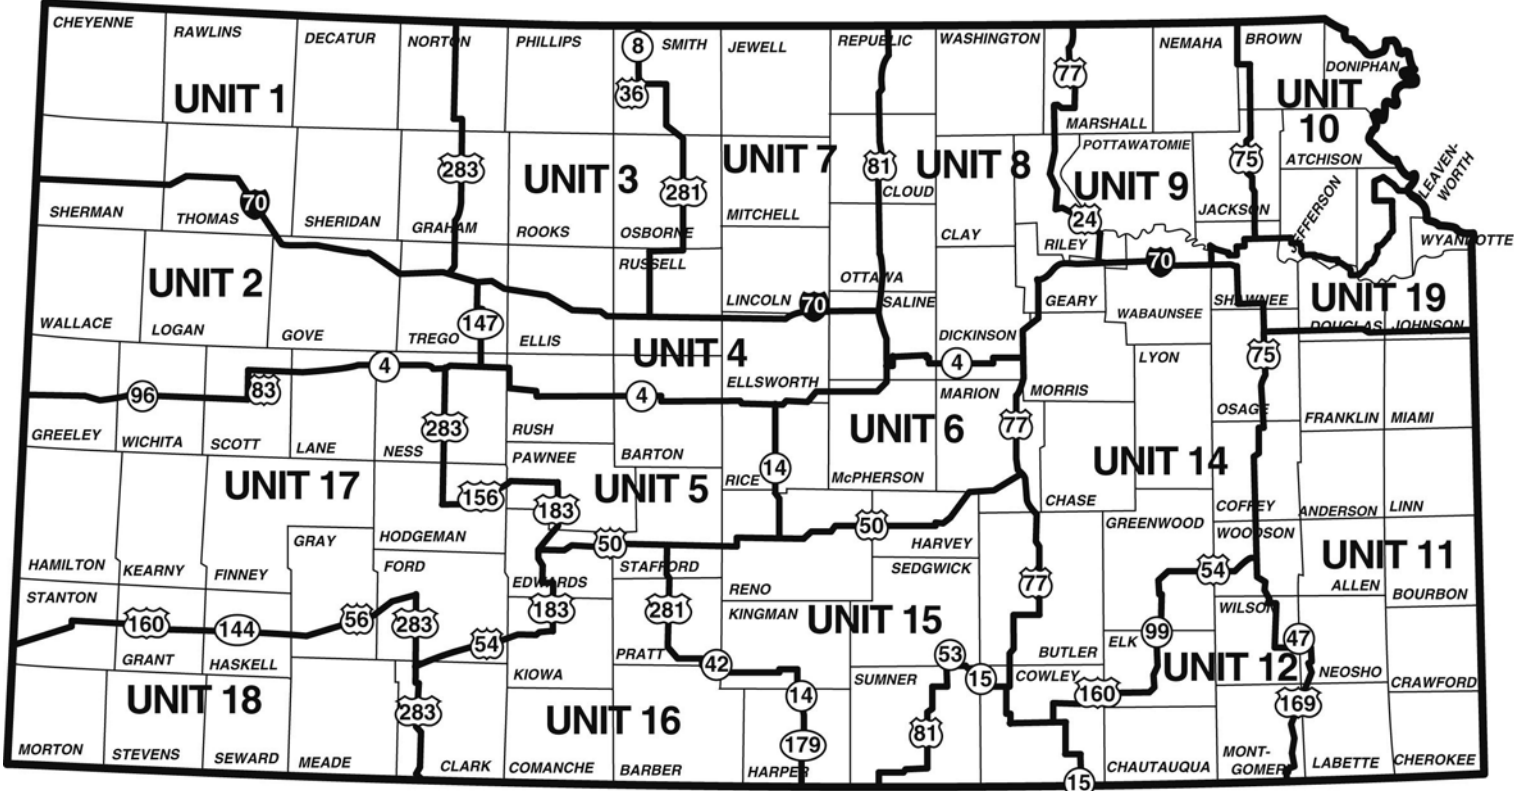 CHEYENNE
RAWLINS
DECATUR
NORTON
PHILLIPS
8
SMITH
JEWELL
REPUBLIC
WASHINGTON
NEMAHA
BROWN
DONIPHAN
77
36
UNIT 1
UNIT
10
MARSHALL
POTTAWATOMIE
ATCHISON
LEAVEN-
WORTH
283
UNIT 3
281
UNIT 7
81
UNIT 8
UNIT 9
75
CLOUD
JEFFERSON
70
SHERMAN
THOMAS
SHERIDAN
GRAHAM
ROOKS
OSBORNE
MITCHELL
CLAY
24
JACKSON
RILEY
WYANDOTTE
RUSSELL
70
UNIT 2
OTTAWA
LINCOLN
70
SALINE
GEARY
WABAUNSEE
SHAWNEE
UNIT 19
DOUGLAS
JOHNSON
WALLACE
LOGAN
GOVE
TREGO
147
ELLIS
UNIT 4
DICKINSON
4
LYON
75
4
96
83
4
ELLSWORTH
MARION
MORRIS
OSAGE
FRANKLIN
MIAMI
GREELEY
WICHITA
SCOTT
LANE
NESS
283
RUSH
PAWNEE
BARTON
UNIT 6
77
14
RICE
McPHERSON
UNIT 14
UNIT 17
156
183
UNIT 5
CHASE
COFFEY
ANDERSON
LINN
GREENWOOD
50
50
HARVEY
WOODSON
GRAY
HODGEMAN
HAMILTON
KEARNY
FINNEY
FORD
EDWARDS
STAFFORD
SEDGWICK
54
UNIT 11
RENO
77
ALLEN
BOURBON
STANTON
160
144
56
283
183
281
KINGMAN
UNIT 15
WILSON
99
ELK
47
54
GRANT
HASKELL
PRATT
42
53
BUTLER
UNIT 12
NEOSHO
KIOWA
SUMNER
15
COWLEY
160
CRAWFORD
UNIT 18
283
UNIT 16
14
169
81
179
MORTON
STEVENS
SEWARD
MEADE
CLARK
COMANCHE
BARBER
HARPER
15
CHAUTAUQUA
MONT-
GOMERY
LABETTE
CHEROKEE